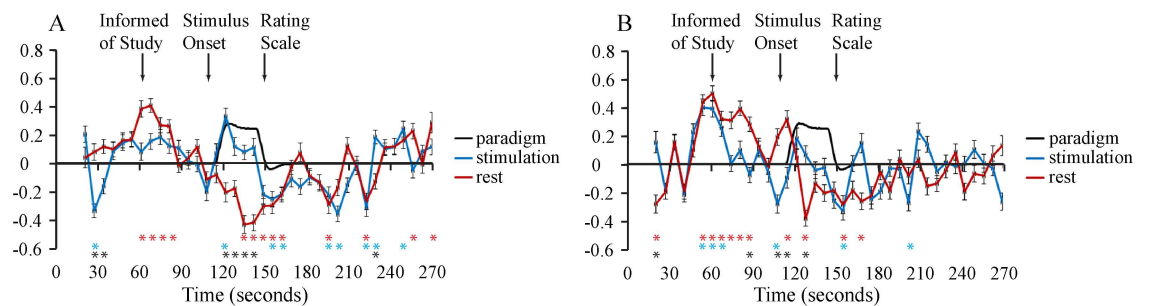 A
Informed
of Study
Stimulus
Onset
Rating
Scale
0.8
0.6
0.4
0.2
0
-0.2
-0.4
-0.6
0 30 60 90 120 150 180 210 240 270
Time (seconds)
paradigm
stimulation
rest
B
Informed
of Study
Stimulus
Onset
Rating
Scale
0.8
0.6
0.4
0.2
0
-0.2
-0.4
-0.6
0 30 60 90 120 150 180 210 240 270
Time (seconds)
paradigm
stimulation
rest